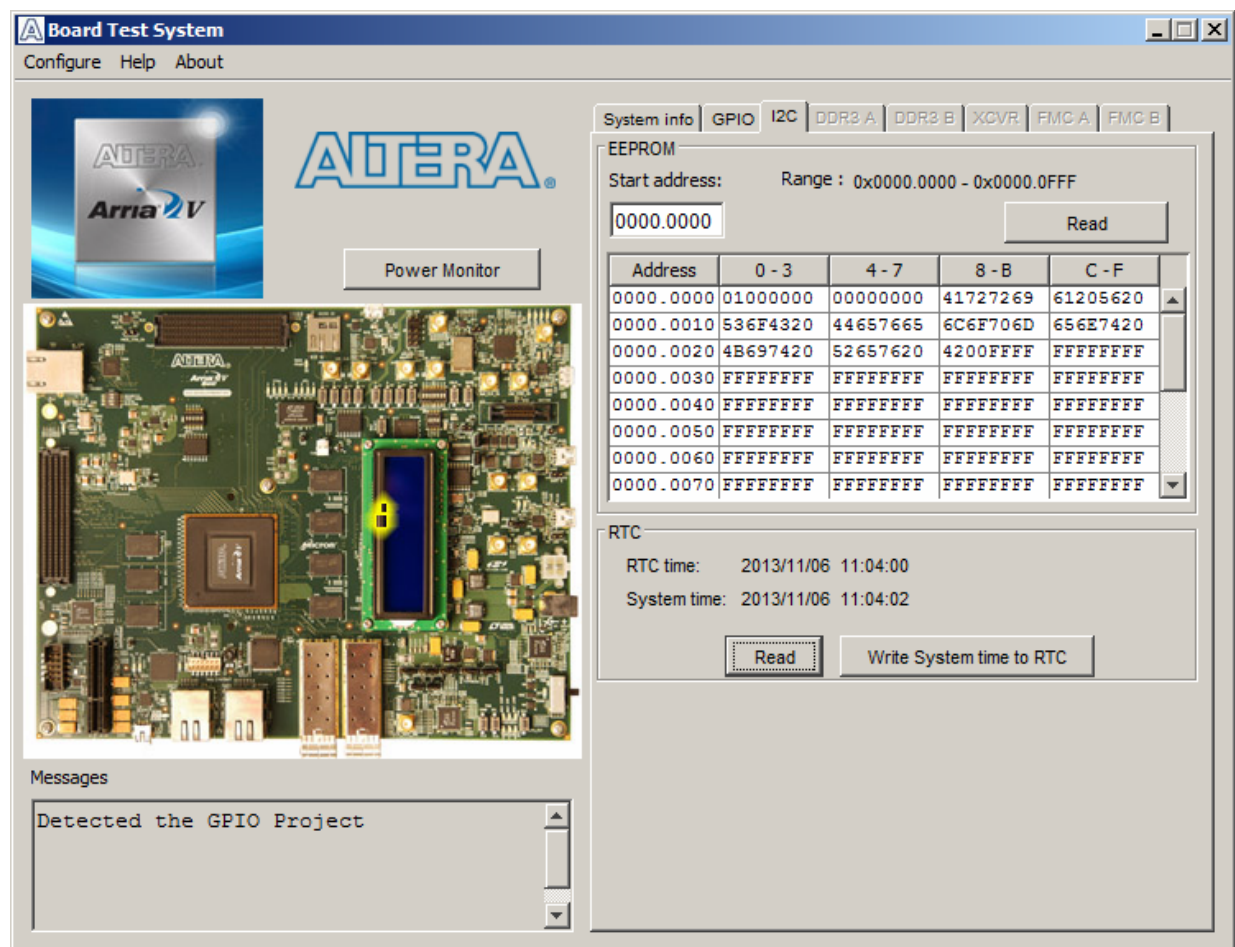 Board Test System
Configure Help About
ALTERA®
Arria V
ALTERA®
Power Monitor
ALTERA®
Arria V
Messages
Detected the GPIO Project
System info GPIO I2C DDR3 A DDR3 B XCVR FMC A FMC B
EEPROM
Start address: Range : 0x0000.0000 - 0x0000.0FFF
0000.0000 Read
Address 0 - 3 4 - 7 8 - B C - F
0000.0000 01000000 00000000 41727269 61205620
0000.0010 536F4320 44657665 6C6F706D 656E7420
0000.0020 4B697420 52657620 4200FFFF FFFFFFFF
0000.0030 FFFFFFFF FFFFFFFF FFFFFFFF FFFFFFFF
0000.0040 FFFFFFFF FFFFFFFF FFFFFFFF FFFFFFFF
0000.0050 FFFFFFFF FFFFFFFF FFFFFFFF FFFFFFFF
0000.0060 FFFFFFFF FFFFFFFF FFFFFFFF FFFFFFFF
0000.0070 FFFFFFFF FFFFFFFF FFFFFFFF FFFFFFFF
RTC
RTC time: 2013/11/06 11:04:00
System time: 2013/11/06 11:04:02
Read Write System time to RTC